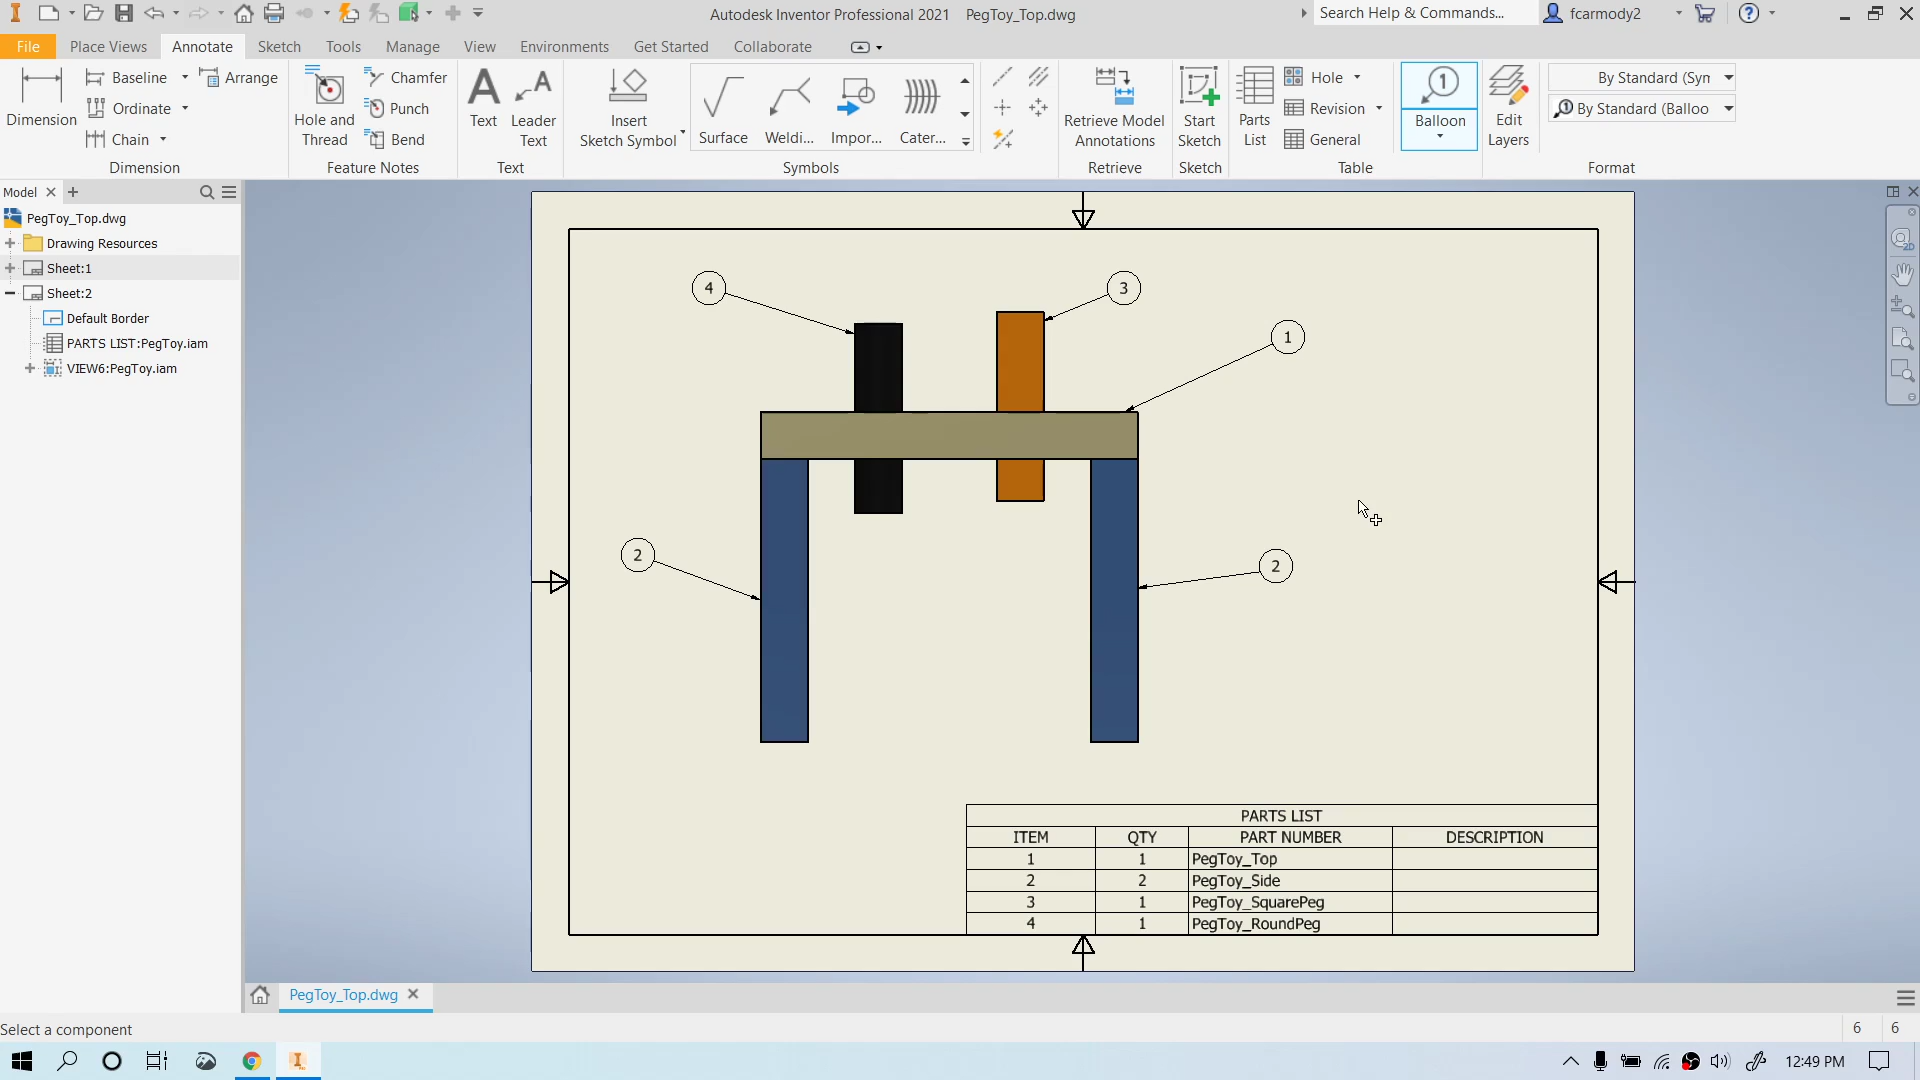 Autodesk Inventor Professional 2021 PegToy_Top.dwg
Search Help & Commands...
fcarmody2
File Place Views Annotate Sketch Tools Manage View Environments Get Started Collaborate
Dimension
Baseline
Ordinate
Chain
Arrange
Dimension
Hole and Thread
Chamfer
Punch
Bend
Feature Notes
Text
Leader Text
Text
Insert Sketch Symbol
Surface
Weldi...
Impor...
Cater...
Symbols
Retrieve Model Annotations
Retrieve
Start Sketch
Sketch
Parts List
Hole
Revision
General
Table
Balloon
Edit Layers
By Standard (Syn
By Standard (Balloo
Format
Model
PegToy_Top.dwg
Drawing Resources
Sheet:1
Sheet:2
Default Border
PARTS LIST:PegToy.iam
VIEW6:PegToy.iam
4
3
1
2
2
PARTS LIST
ITEM QTY PART NUMBER DESCRIPTION
1 1 PegToy_Top
2 2 PegToy_Side
3 1 PegToy_SquarePeg
4 1 PegToy_RoundPeg
PegToy_Top.dwg
Select a component
6 6
12:49 PM